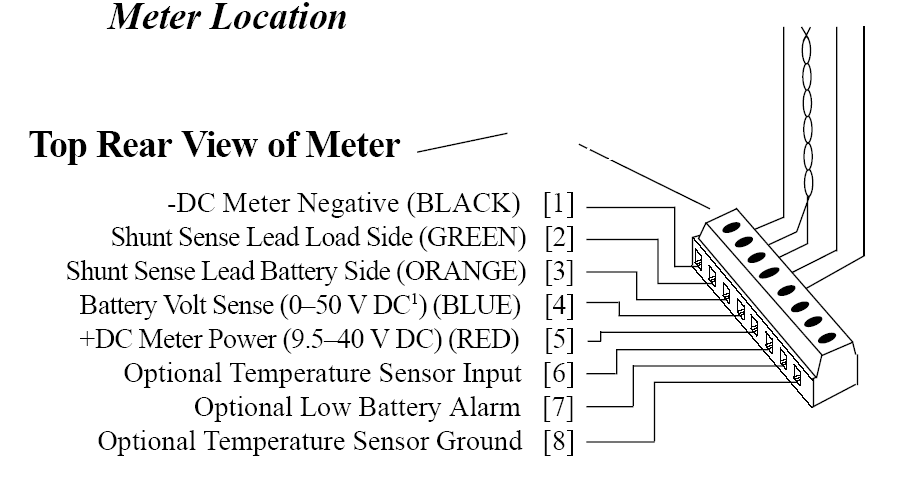 Meter Location
Top Rear View of Meter
-DC Meter Negative (BLACK) [1]
Shunt Sense Lead Load Side (GREEN) [2]
Shunt Sense Lead Battery Side (ORANGE) [3]
Battery Volt Sense (0–50 V DC¹) (BLUE) [4]
+DC Meter Power (9.5–40 V DC) (RED) [5]
Optional Temperature Sensor Input [6]
Optional Low Battery Alarm [7]
Optional Temperature Sensor Ground [8]